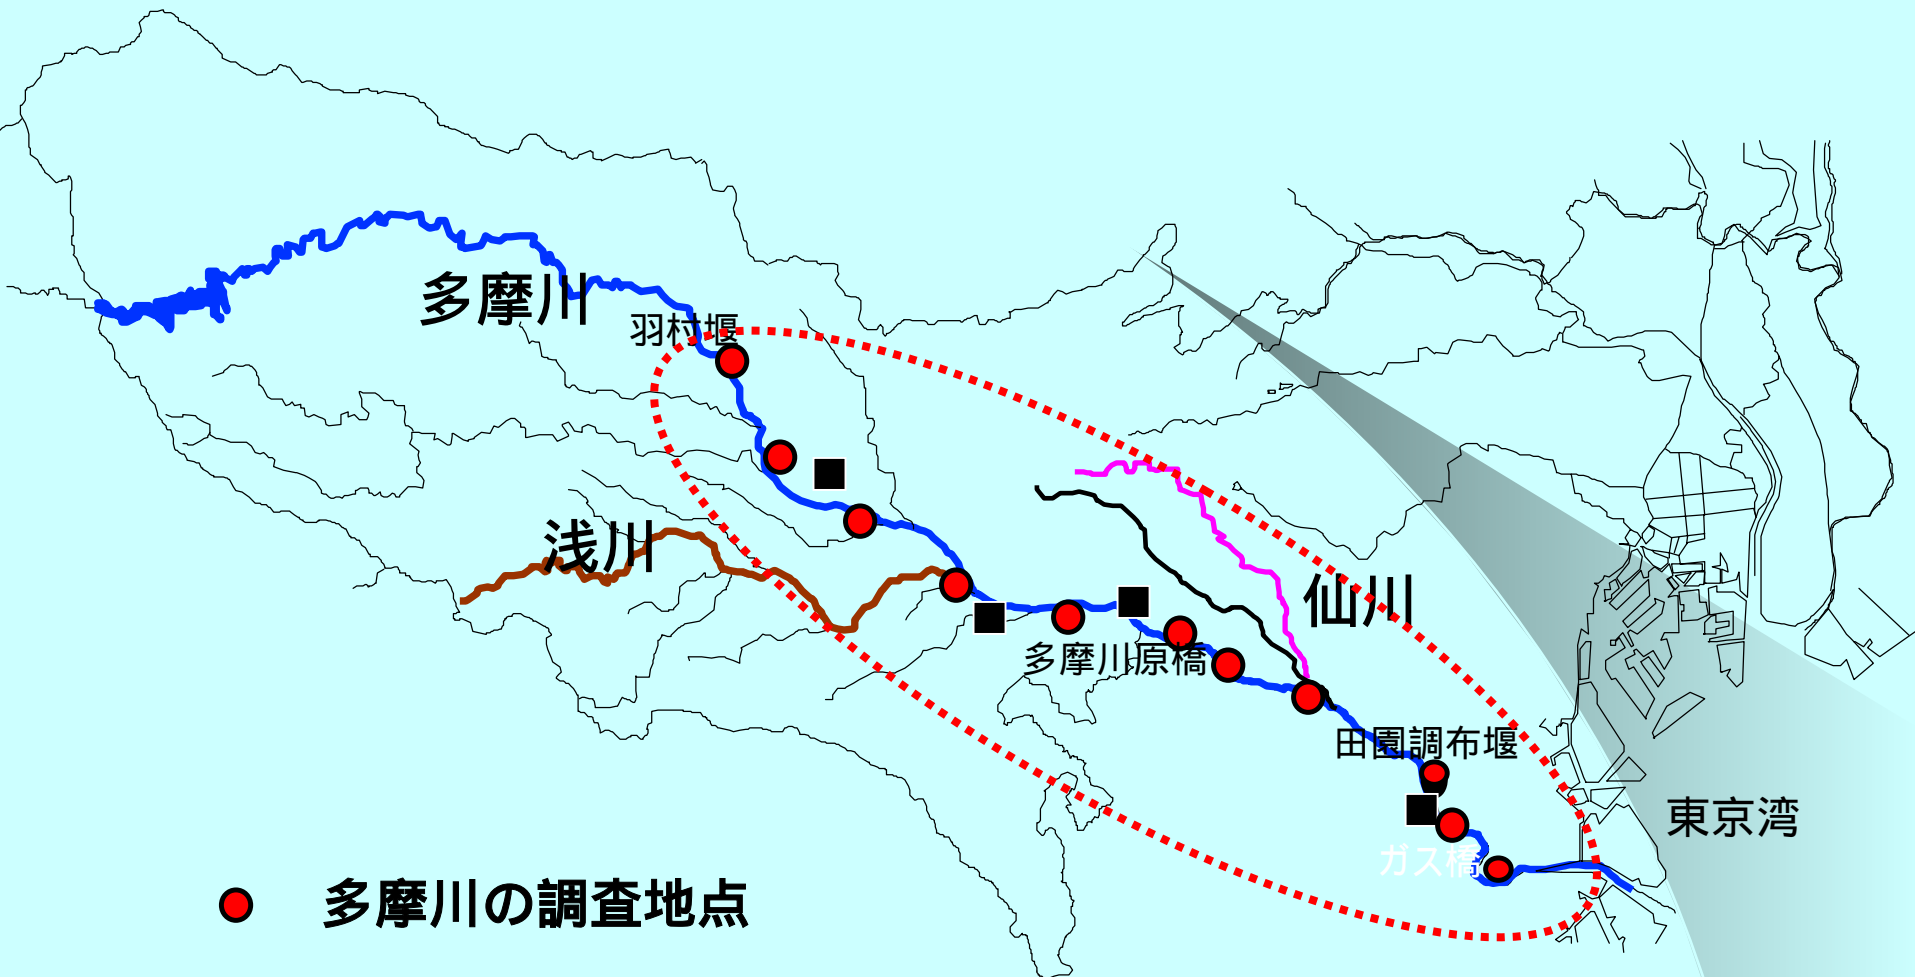 多摩川
羽村堰
浅川
仙川
多摩川原橋
田園調布堰
東京湾
ガス橋
多摩川の調査地点